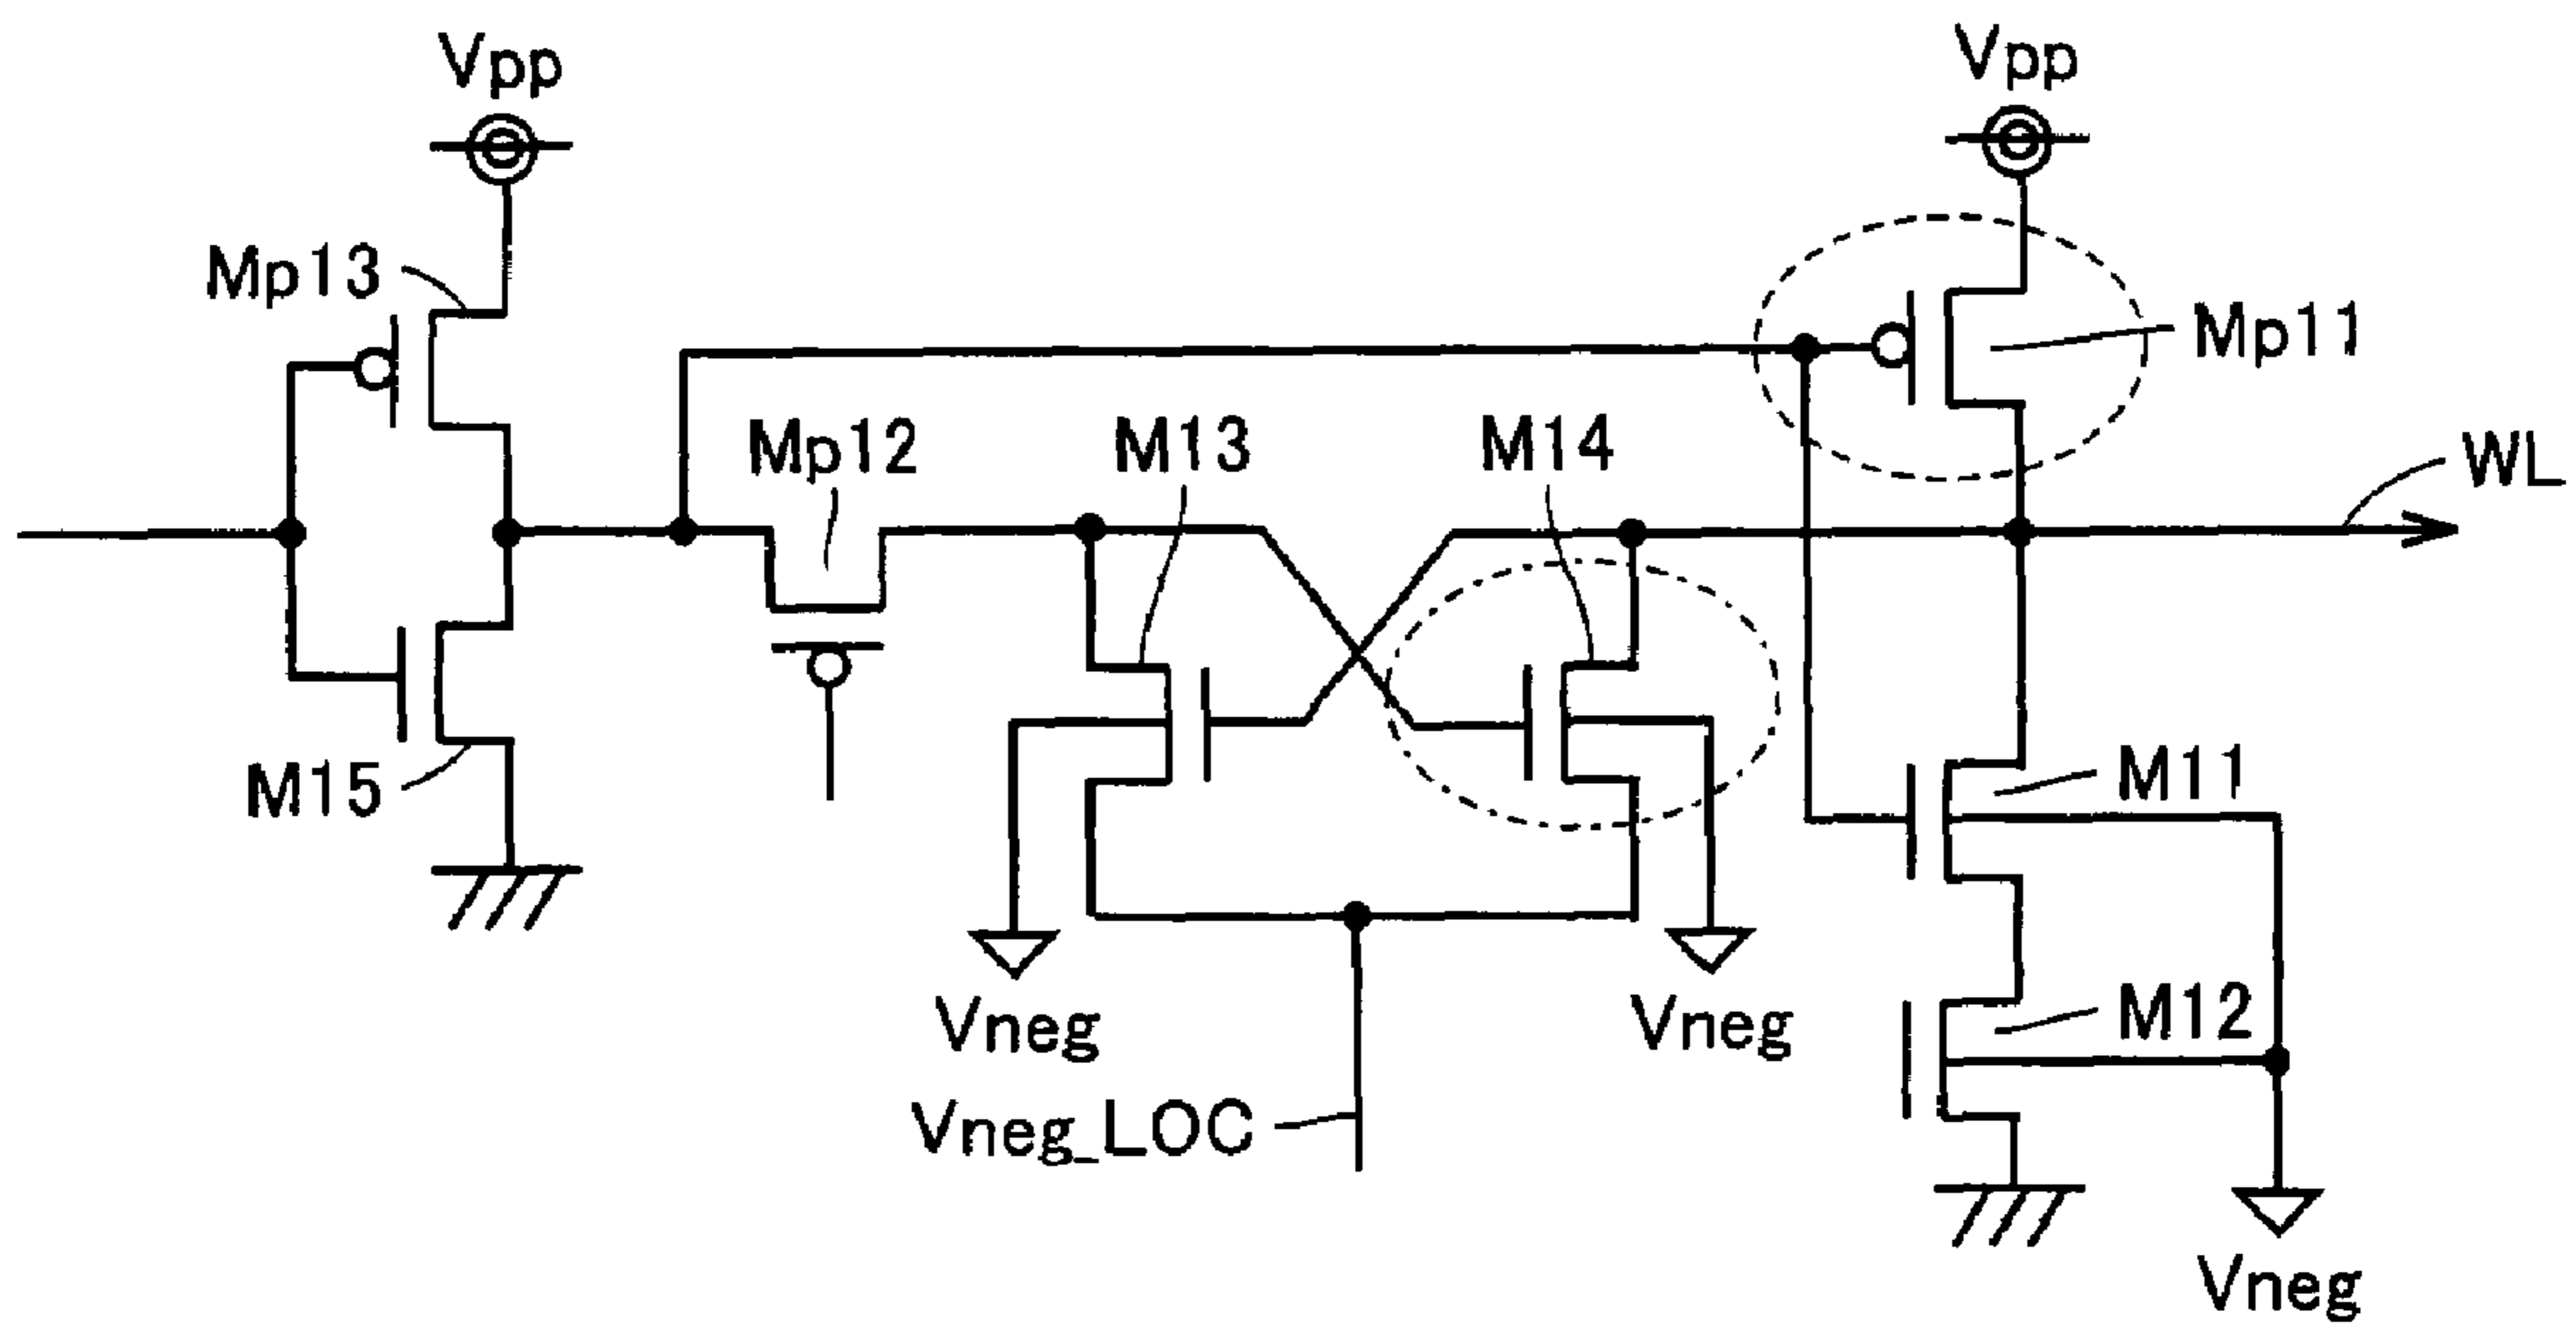 Vpp
Vpp
Mp13
Mp11
Mp12
M13
M14
WL
M15
M11
Vneg
Vneg
M12
Vneg_LOC
Vneg